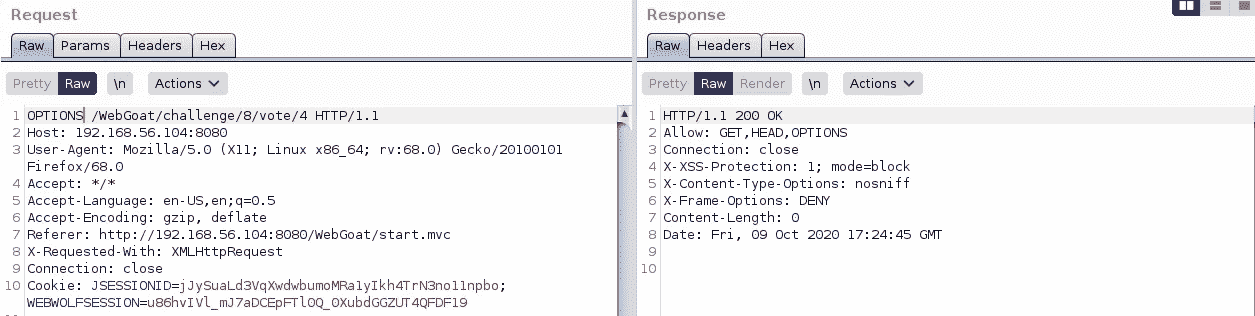 Request
Raw Params Headers Hex
Pretty Raw \n Actions
1 OPTIONS /WebGoat/challenge/8/vote/4 HTTP/1.1
2 Host: 192.168.56.104:8080
3 User-Agent: Mozilla/5.0 (X11; Linux x86_64; rv:68.0) Gecko/20100101
Firefox/68.0
4 Accept: */*
5 Accept-Language: en-US,en;q=0.5
6 Accept-Encoding: gzip, deflate
7 Referer: http://192.168.56.104:8080/WebGoat/start.mvc
8 X-Requested-With: XMLHttpRequest
9 Connection: close
10 Cookie: JSESSIONID=jJySuaLd3VqXwdwbumoMRa1yIkh4TrN3no11npbo;
WEBWOLFSESSION=u86hvIVl_mJ7aDCEpFTl0Q_0XubdGGZUT4QFDF19
Response
Raw Headers Hex
Pretty Raw Render \n Actions
1 HTTP/1.1 200 OK
2 Allow: GET,HEAD,OPTIONS
3 Connection: close
4 X-XSS-Protection: 1; mode=block
5 X-Content-Type-Options: nosniff
6 X-Frame-Options: DENY
7 Content-Length: 0
8 Date: Fri, 09 Oct 2020 17:24:45 GMT
9
10